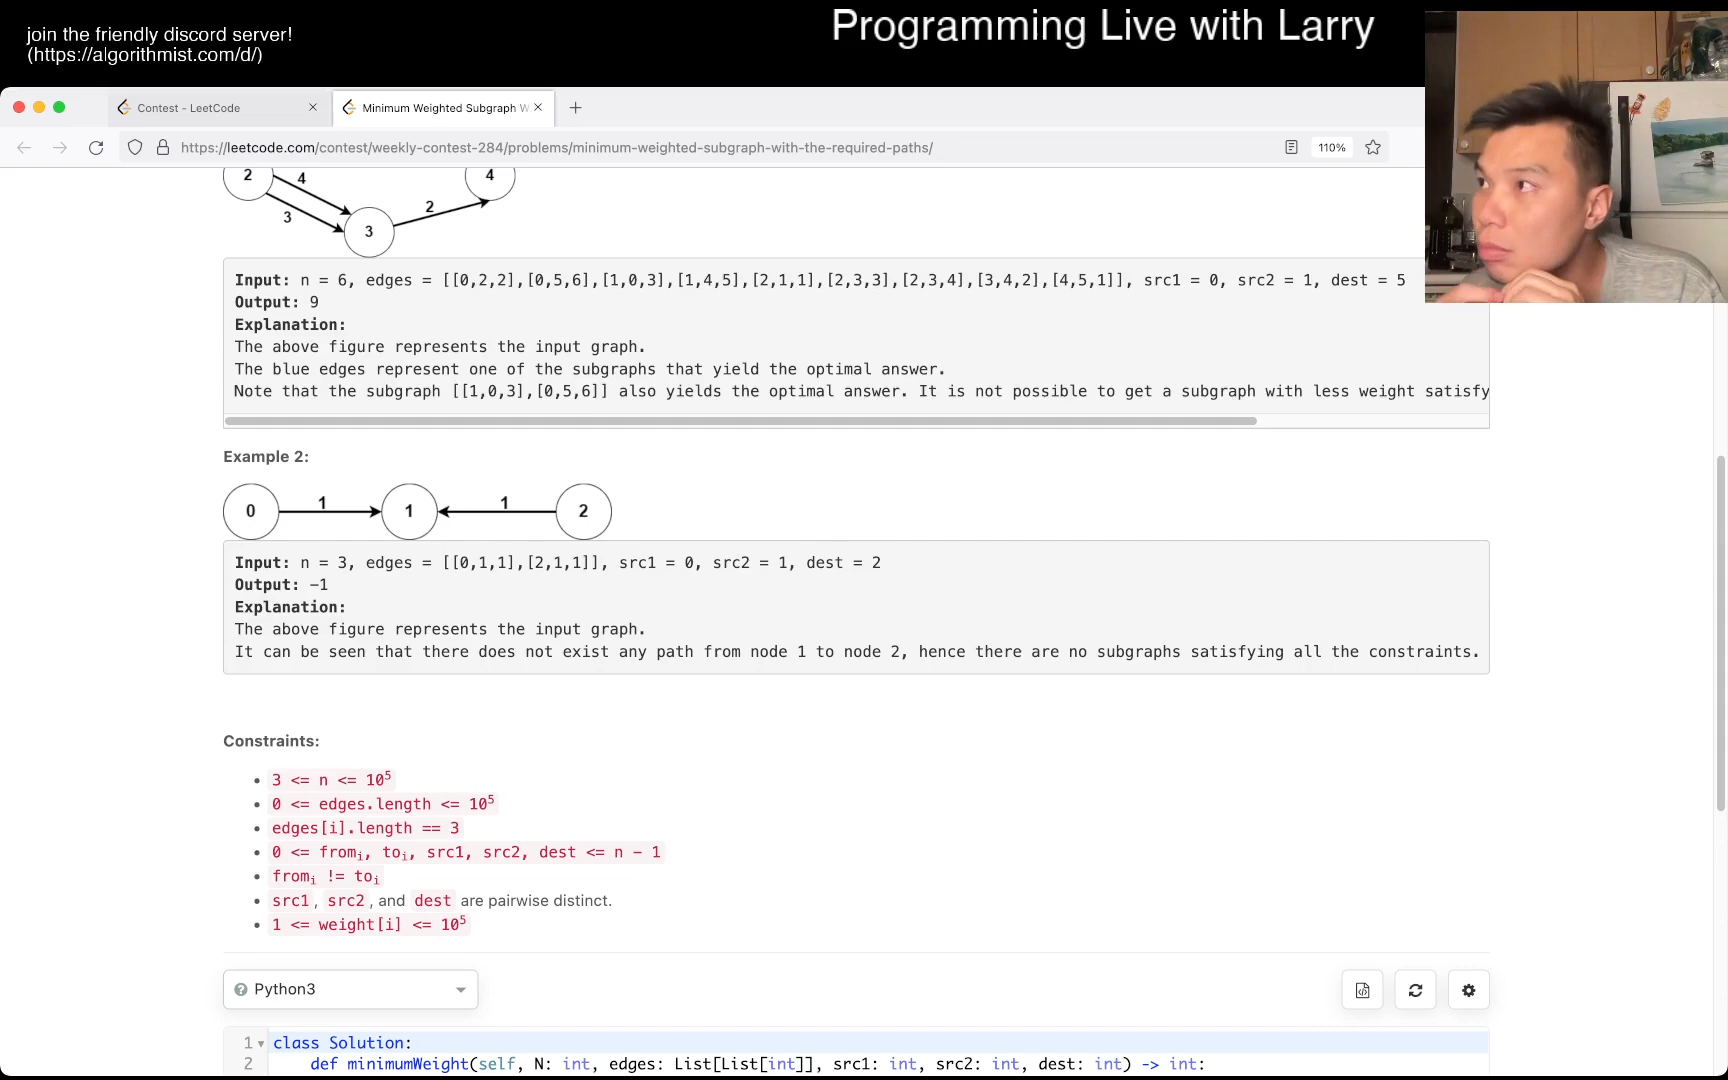 join the friendly discord server!
(https://algorithmist.com/d/)
Programming Live with Larry
Contest - LeetCode
Minimum Weighted Subgraph W
https://leetcode.com/contest/weekly-contest-284/problems/minimum-weighted-subgraph-with-the-required-paths/
110%
2
4
4
2
3
3
Input: n = 6, edges = [[0,2,2],[0,5,6],[1,0,3],[1,4,5],[2,1,1],[2,3,3],[2,3,4],[3,4,2],[4,5,1]], src1 = 0, src2 = 1, dest = 5
Output: 9
Explanation:
The above figure represents the input graph.
The blue edges represent one of the subgraphs that yield the optimal answer.
Note that the subgraph [[1,0,3],[0,5,6]] also yields the optimal answer. It is not possible to get a subgraph with less weight satisfy
Example 2:
0
1
1
1
2
Input: n = 3, edges = [[0,1,1],[2,1,1]], src1 = 0, src2 = 1, dest = 2
Output: -1
Explanation:
The above figure represents the input graph.
It can be seen that there does not exist any path from node 1 to node 2, hence there are no subgraphs satisfying all the constraints.
Constraints:
• 3 <= n <= 10⁵
• 0 <= edges.length <= 10⁵
• edges[i].length == 3
• 0 <= fromᵢ, toᵢ, src1, src2, dest <= n - 1
• fromᵢ != toᵢ
• src1, src2, and dest are pairwise distinct.
• 1 <= weight[i] <= 10⁵
Python3
1 class Solution:
2 def minimumWeight(self, N: int, edges: List[List[int]], src1: int, src2: int, dest: int) -> int: